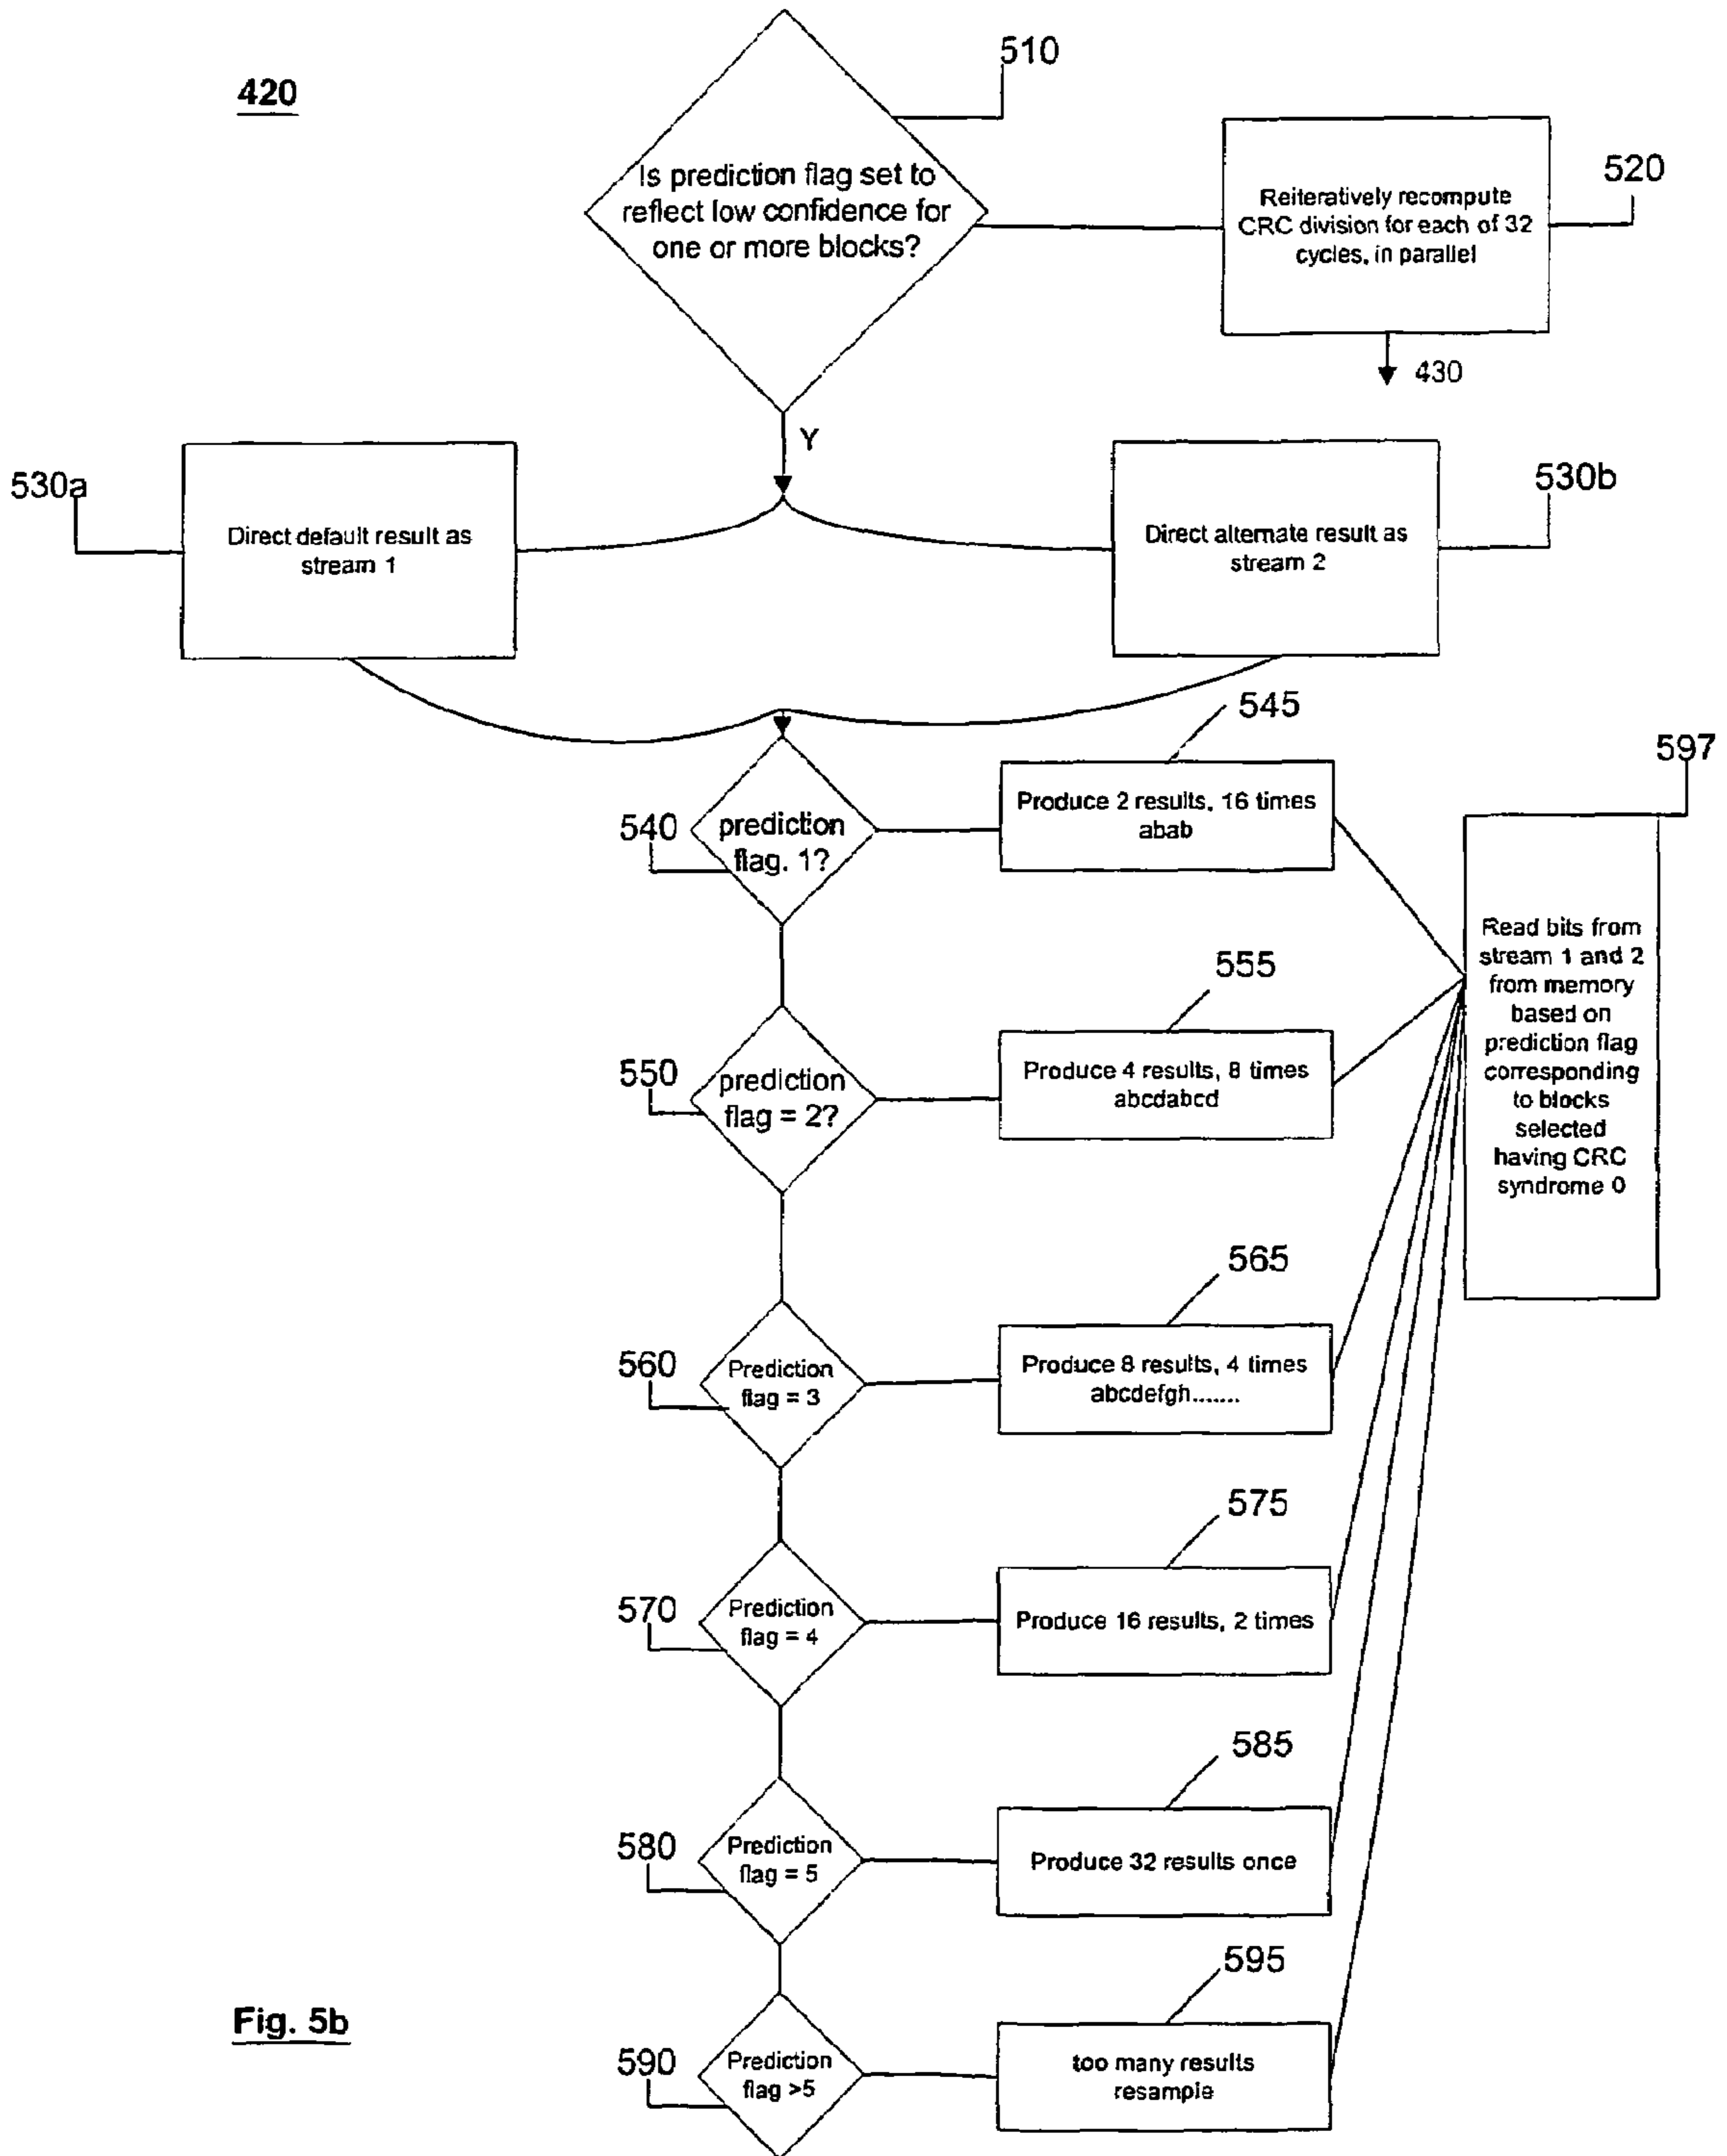 510
420
Is prediction flag set to
reflect low confidence for
one or more blocks?
Reiteratively recompute
CRC division for each of 32
cycles, in parallel
520
430
Y
530a
Direct default result as
stream 1
Direct alternate result as
stream 2
530b
545
597
540
prediction
flag. 1?
Produce 2 results, 16 times
abab
Read bits from
stream 1 and 2
from memory
based on
prediction flag
corresponding
to blocks
selected
having CRC
syndrome 0
555
550
prediction
flag = 2?
Produce 4 results, 8 times
abcdabcd
565
560
Prediction
flag = 3
Produce 8 results, 4 times
abcdefgh.......
575
570
Prediction
flag = 4
Produce 16 results, 2 times
585
580
Prediction
flag = 5
Produce 32 results once
595
Fig. 5b
590
Prediction
flag >5
too many results
resample